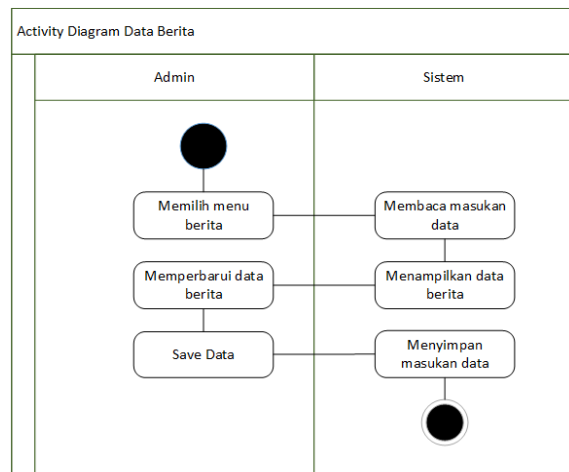 Activity Diagram Data Berita
Admin
Sistem
Memilih menu
berita
Membaca masukan
data
Memperbarui data
berita
Menampilkan data
berita
Save Data
Menyimpan
masukan data